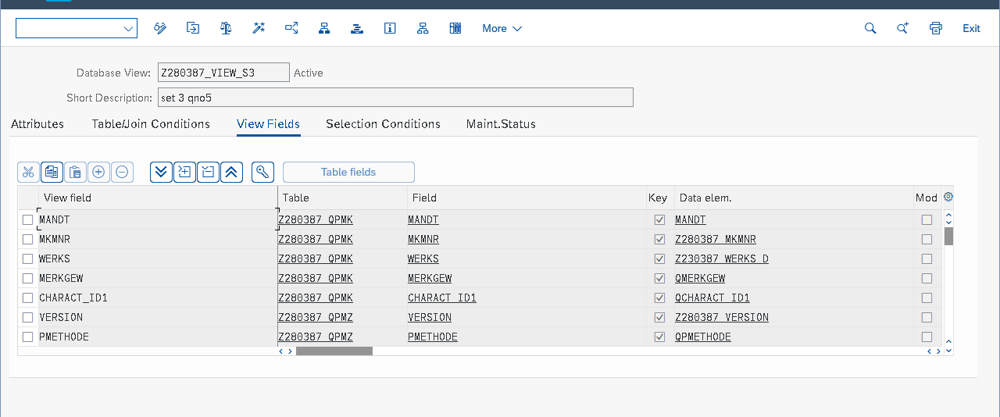 More Exit
Database View: Z280387_VIEW_S3 Active
Short Description: set 3 qno5
Attributes Table/Join Conditions View Fields Selection Conditions Maint.Status
Table fields
View field Table Field Key Data elem. Mod
MANDT Z280387_QPMK MANDT MANDT
MKMNR Z280387_QPMK MKMNR Z280387_MKMNR
WERKS Z280387_QPMK WERKS Z230387_WERKS_D
MERKGEW Z280387_QPMK MERKGEW QMERKGEW
CHARACT_ID1 Z280387_QPMK CHARACT_ID1 QCHARACT_ID1
VERSION Z280387_QPMZ VERSION Z280387_VERSION
PMETHODE Z280387_QPMZ PMETHODE QPMETHODE